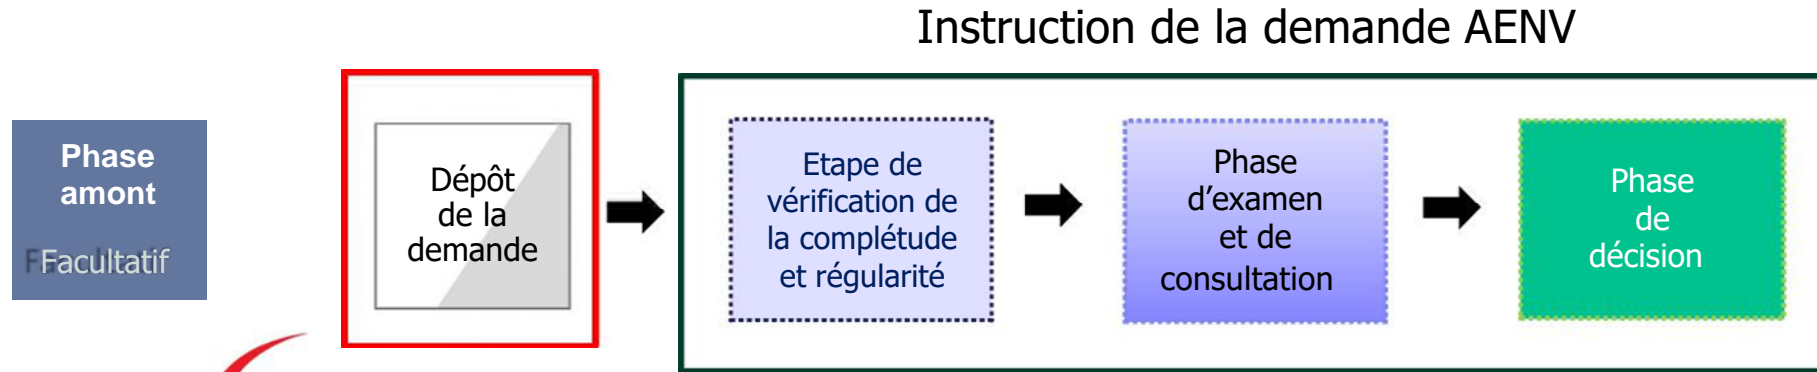 Instruction de la demande AENV
Phase
amont
Facultatif
Dépôt
de la
demande
Etape de
vérification de
la complétude
et régularité
Phase
d’examen
et de
consultation
Phase
de
décision